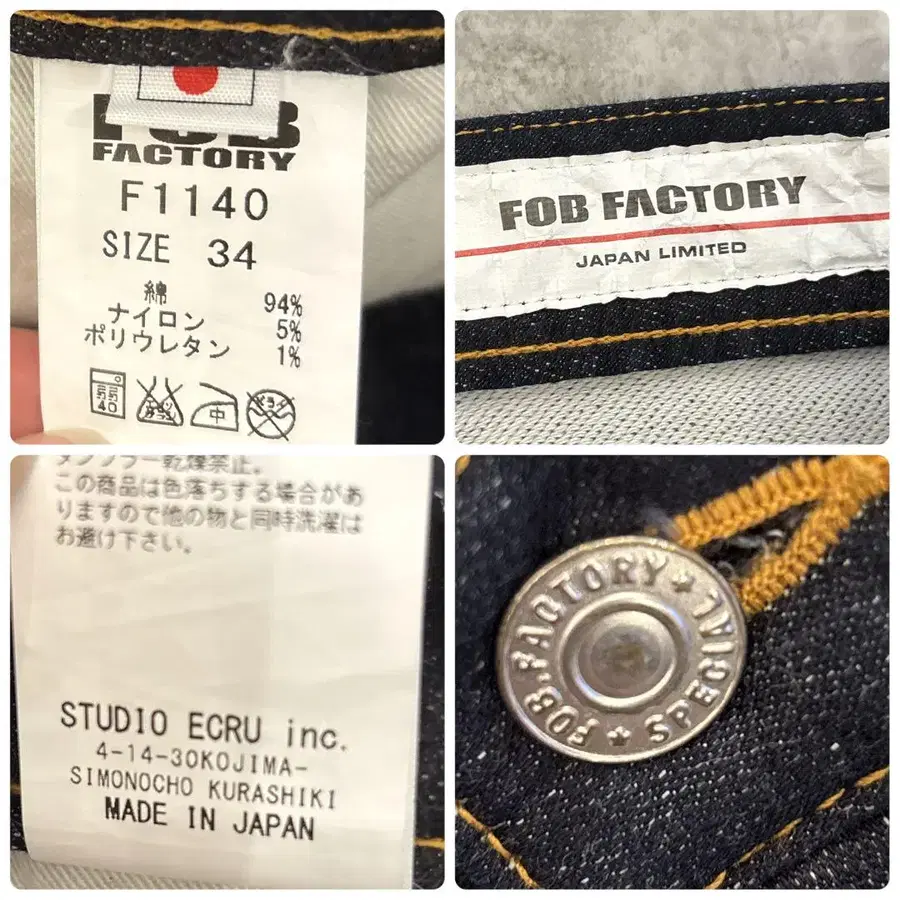 FOB
FACTORY
F1140
SIZE 34
綿 94%
ナイロン 5%
ポリウレタン 1%
40
中
FOB FACTORY
JAPAN LIMITED
タンブラー乾燥禁止。
この商品は色落ちする場合があ
りますので他の物と同時洗濯は
お避け下さい。
STUDIO ECRU inc.
4-14-30KOJIMA-
SIMONOCHO KURASHIKI
MADE IN JAPAN
FOB.FACTORY ★ SPECIAL ★